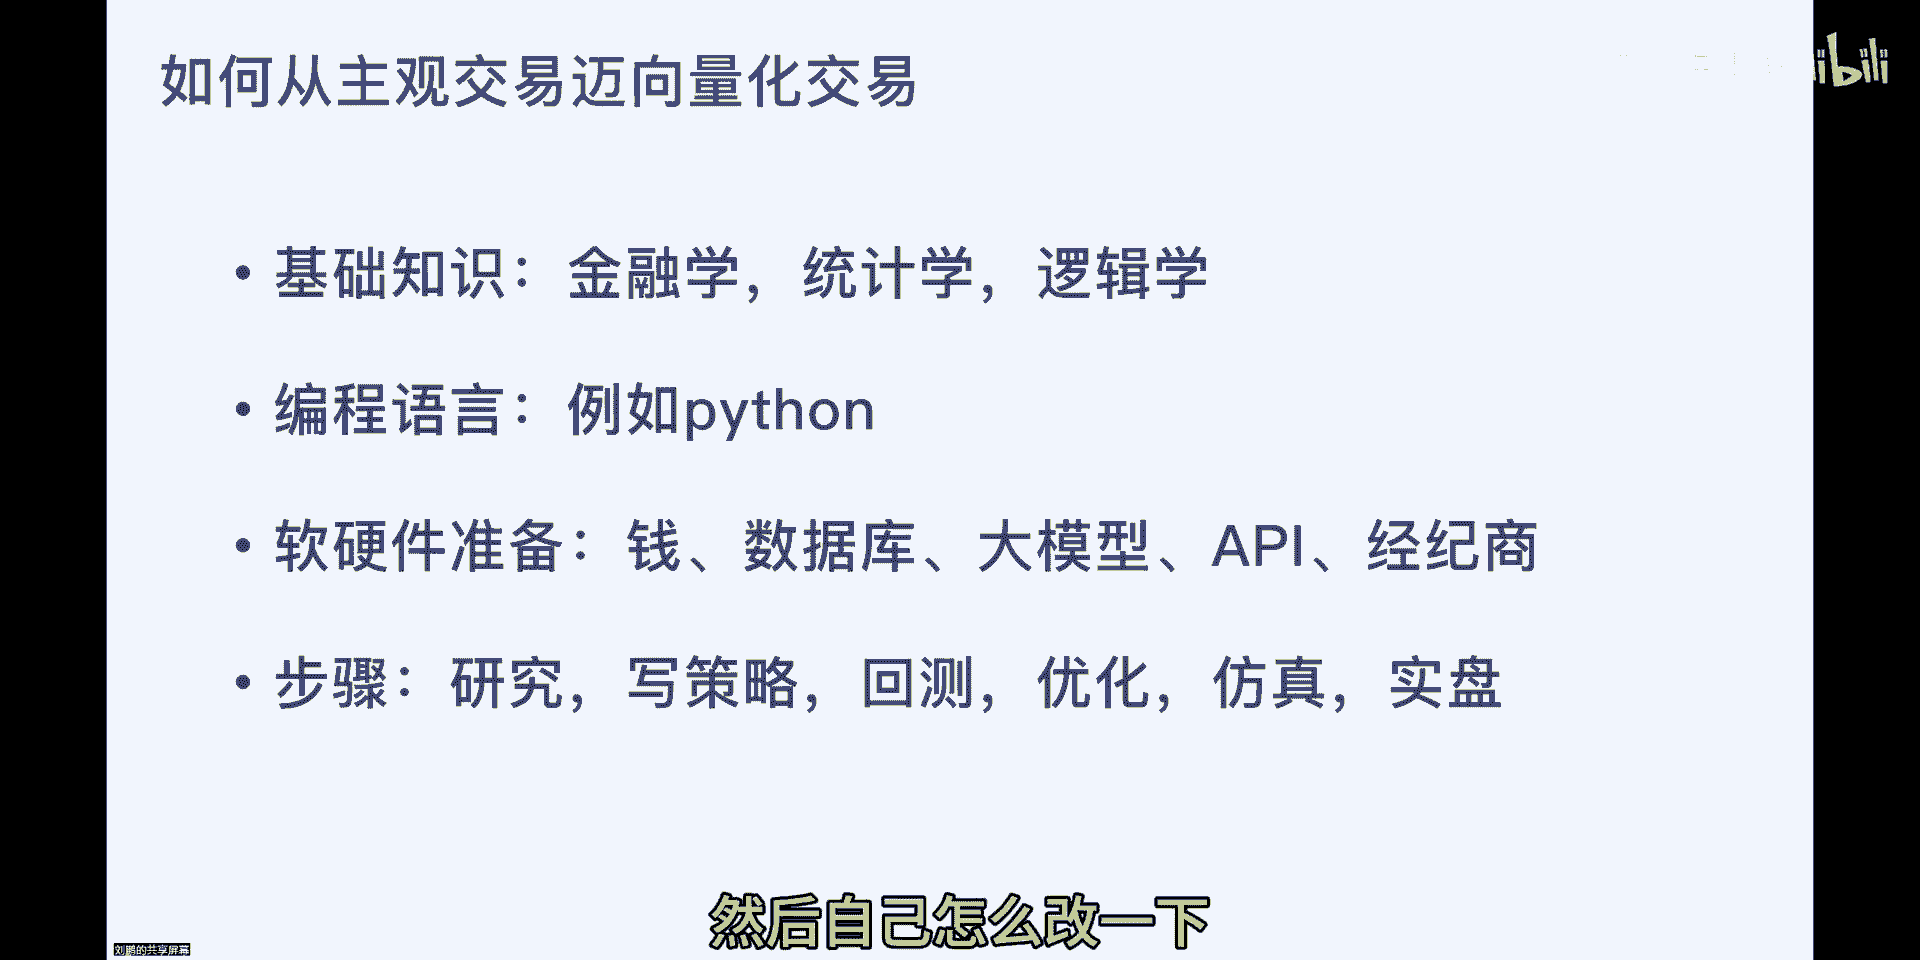 如何从主观交易迈向量化交易
ibili
• 基础知识：金融学，统计学，逻辑学
• 编程语言：例如python
• 软硬件准备：钱、数据库、大模型、API、经纪商
• 步骤：研究，写策略，回测，优化，仿真，实盘
然后自己怎么改一下
刘鹏的共享屏幕